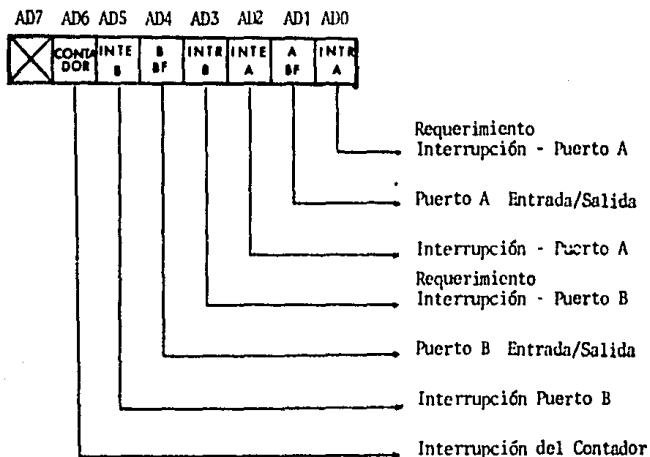 AD7 AD6 AD5 AD4 AD3 AD2 AD1 AD0
CONTA INTE B INTR INTE A INTR
DOR B BF B A BF A
Requerimiento
Interrupción - Puerto A
Puerto A Entrada/Salida
Interrupción - Puerto A
Requerimiento
Interrupción - Puerto B
Puerto B Entrada/Salida
Interrupción Puerto B
Interrupción del Contador